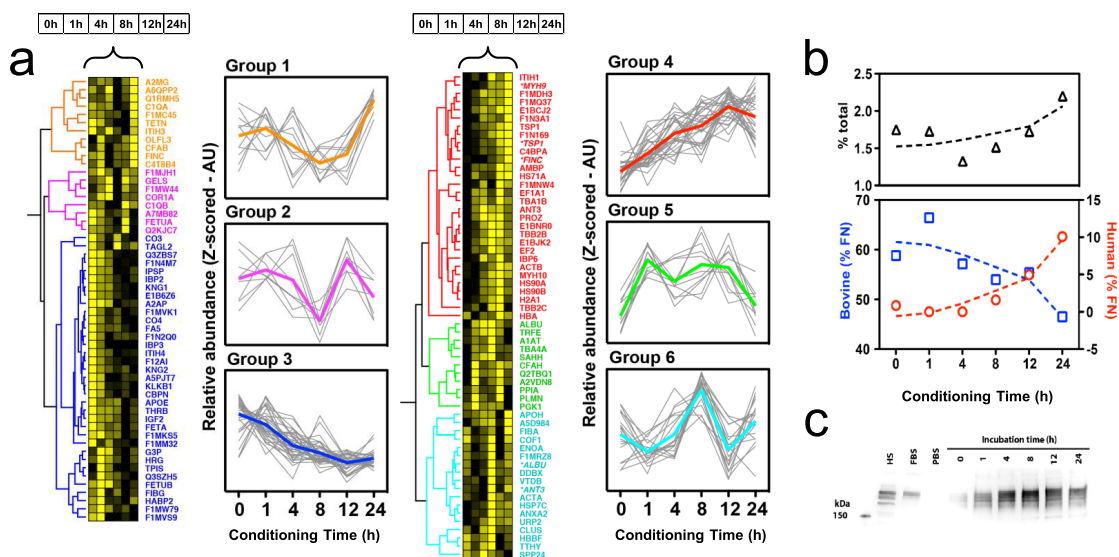 0h 1h 4h 8h 12h 24h
0h 1h 4h 8h 12h 24h
a
A2MG
A6QPP2
Q1RMH5
C1QA
F1MC45
TETN
ITIH3
OLFL3
CFAB
FINC
C4T8B4
F1MJH1
GELS
F1MW44
COR1A
C1QB
A7MB82
FETUA
Q2KJC7
CO3
TAGL2
Q3ZBS7
F1N4M7
IPSP
IBP2
KNG1
E1B6Z6
A2AP
F1MVK1
CO4
FA5
F1N2Q0
IBP3
ITIH4
F12AI
KNG2
A5PJT7
KLKB1
CBPN
APOE
THRB
IGF2
FETA
F1MKS5
F1MM32
G3P
HRG
TPIS
Q3SZH5
FETUB
FIBG
HABP2
F1MW79
F1MVS9
Relative abundance (Z-scored - AU)
Group 1
Group 2
Group 3
0 1 4 8 12 24
Conditioning Time (h)
ITIH1
*MYH9
F1MDH3
F1MQ37
E1BCJ2
F1N3A1
TSP1
F1N169
*TSP1
C4BPA
*FINC
AMBP
HS71A
F1MNW4
EF1A1
TBA1B
ANT3
PROZ
E1BNR0
TBB2B
E1BJK2
EF2
IBP6
ACTB
MYH10
HS90A
HS90B
H2A1
TBB2C
HBA
ALBU
TRFE
A1AT
TBA4A
SAHH
CFAH
Q2TBQ1
A2VDN8
PPIA
PLMN
PGK1
APOH
A5D984
FIBA
COF1
ENOA
F1MRZ8
*ALBU
DDBX
VTDB
*ANT3
ACTA
HSP7C
ANXA2
URP2
CLUS
HBBF
TTHY
SPP24
Relative abundance (Z-scored - AU)
Group 4
Group 5
Group 6
0 1 4 8 12 24
Conditioning Time (h)
b
% total
2.5
2.0
1.5
1.0
Bovine (% FN)
70
60
50
40
15
10
5
0
-5
Human (% FN)
0 1 4 8 12 24
Conditioning Time (h)
c
Incubation time (h)
HS FBS PBS 0 1 4 8 12 24
kDa
150